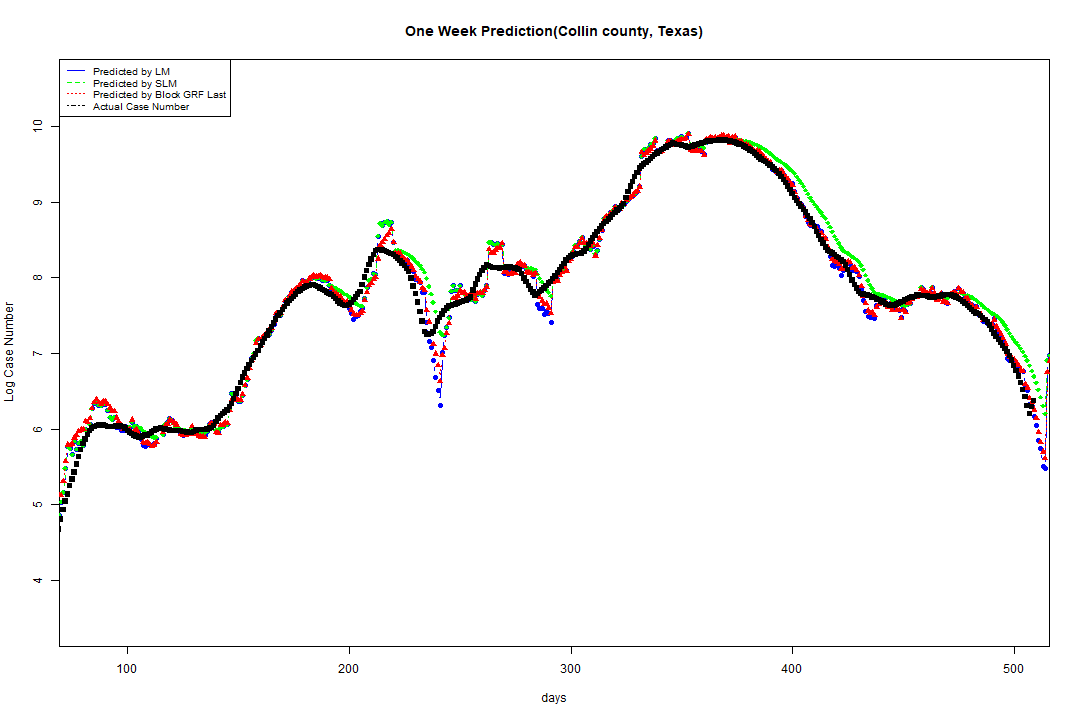 One Week Prediction(Collin county, Texas)
Predicted by LM
Predicted by SLM
Predicted by Block GRF Last
Actual Case Number
10
9
8
7
6
5
4
Log Case Number
100 200 300 400 500
days